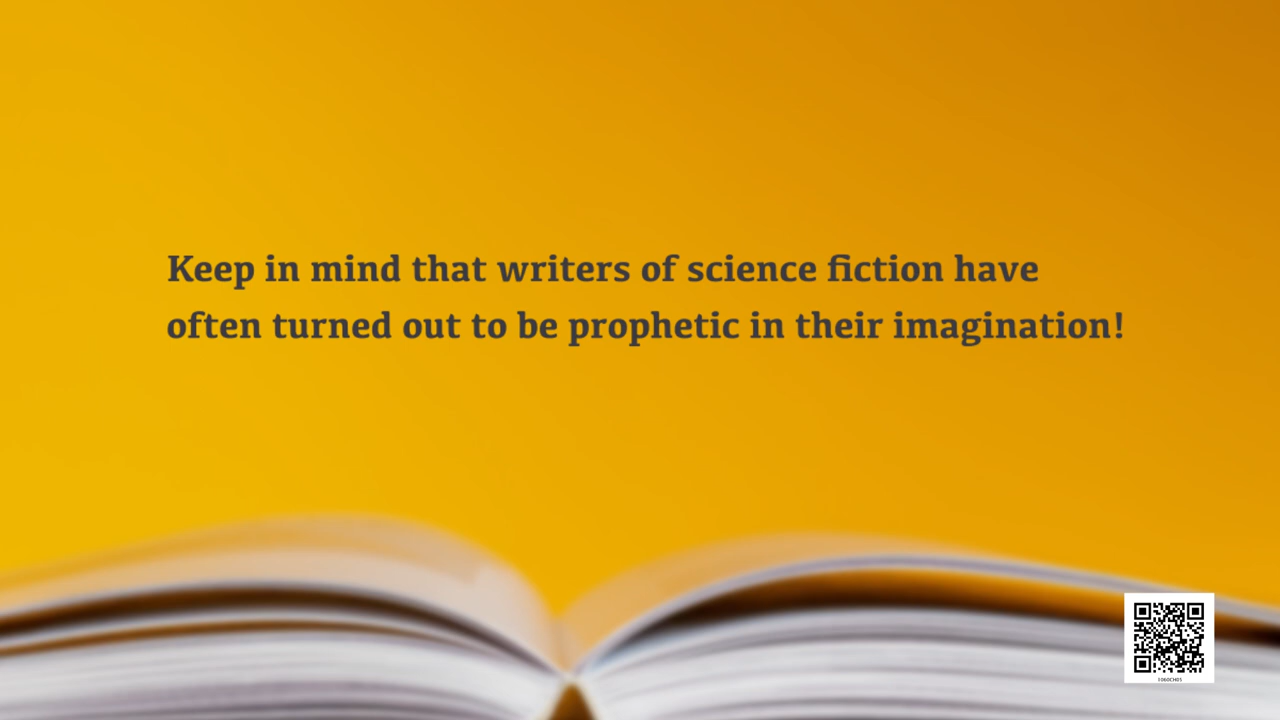 Keep in mind that writers of science fiction have
often turned out to be prophetic in their imagination!